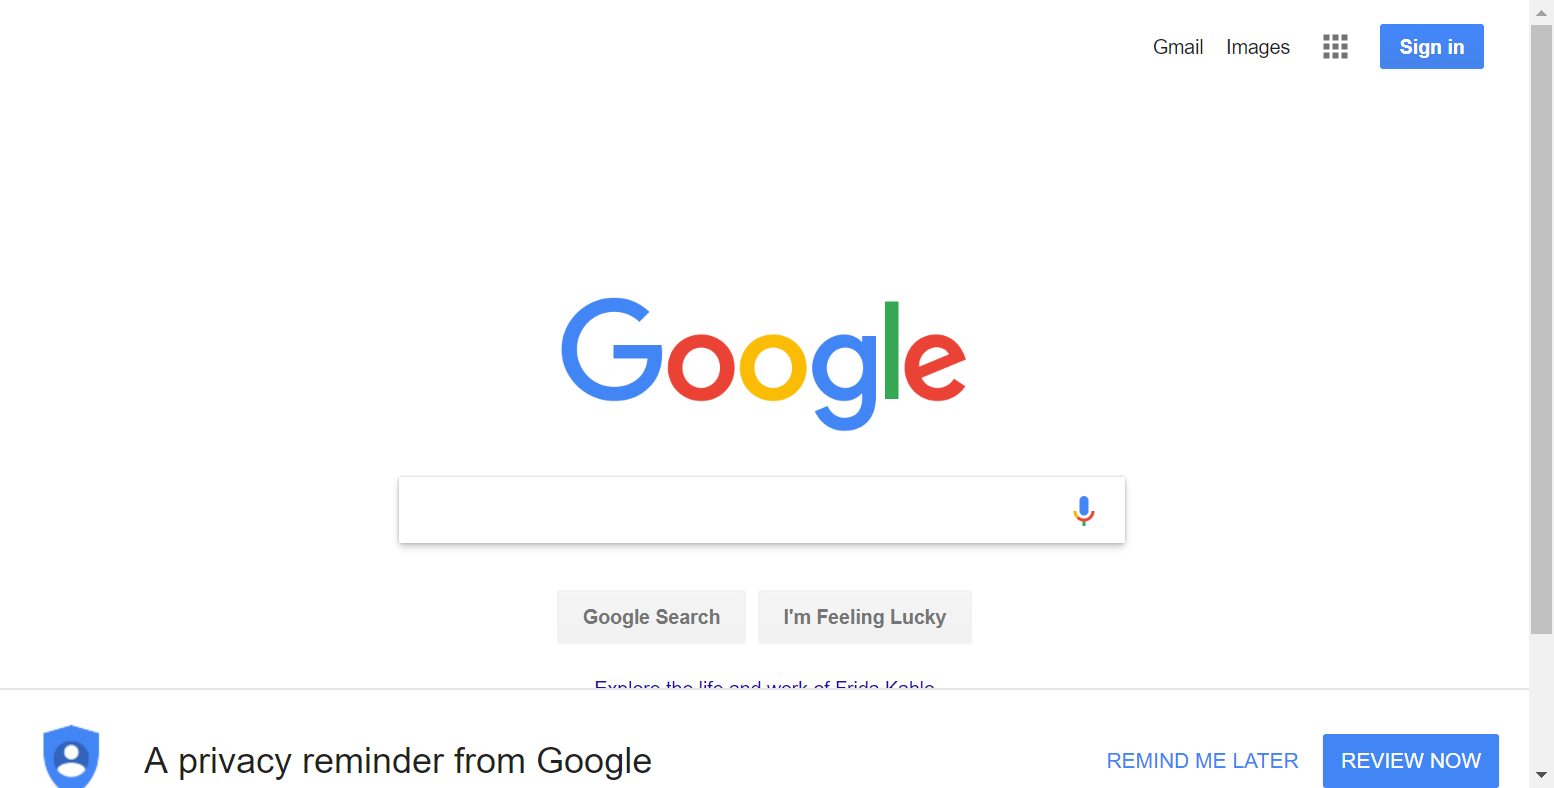 Gmail Images Sign in
Google
Google Search I'm Feeling Lucky
Explore the life and work of Frida Kahlo
A privacy reminder from Google REMIND ME LATER REVIEW NOW